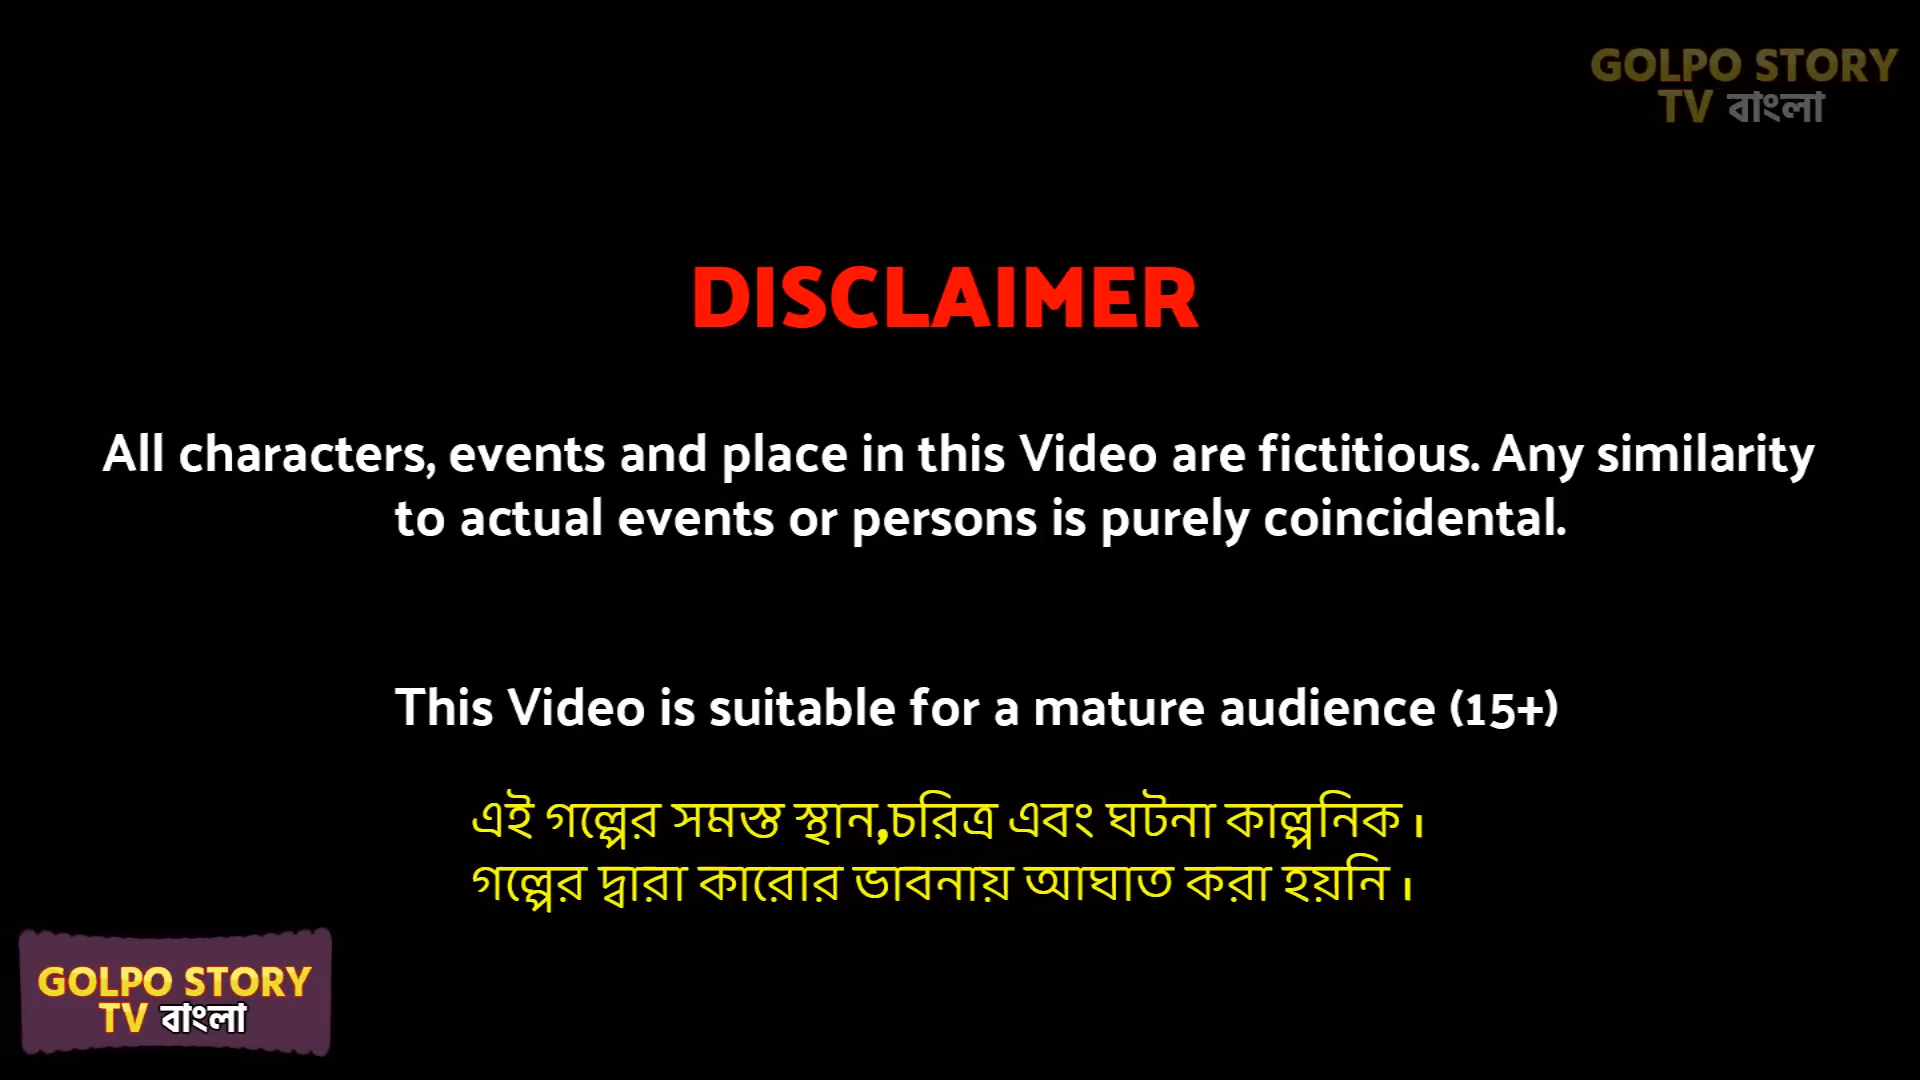 GOLPO STORY
TV বাংলা
DISCLAIMER
All characters, events and place in this Video are fictitious. Any similarity
to actual events or persons is purely coincidental.
This Video is suitable for a mature audience (15+)
এই গল্পের সমস্ত স্থান,চরিত্র এবং ঘটনা কাল্পনিক।
গল্পের দ্বারা কারোর ভাবনায় আঘাত করা হয়নি।
GOLPO STORY
TV বাংলা